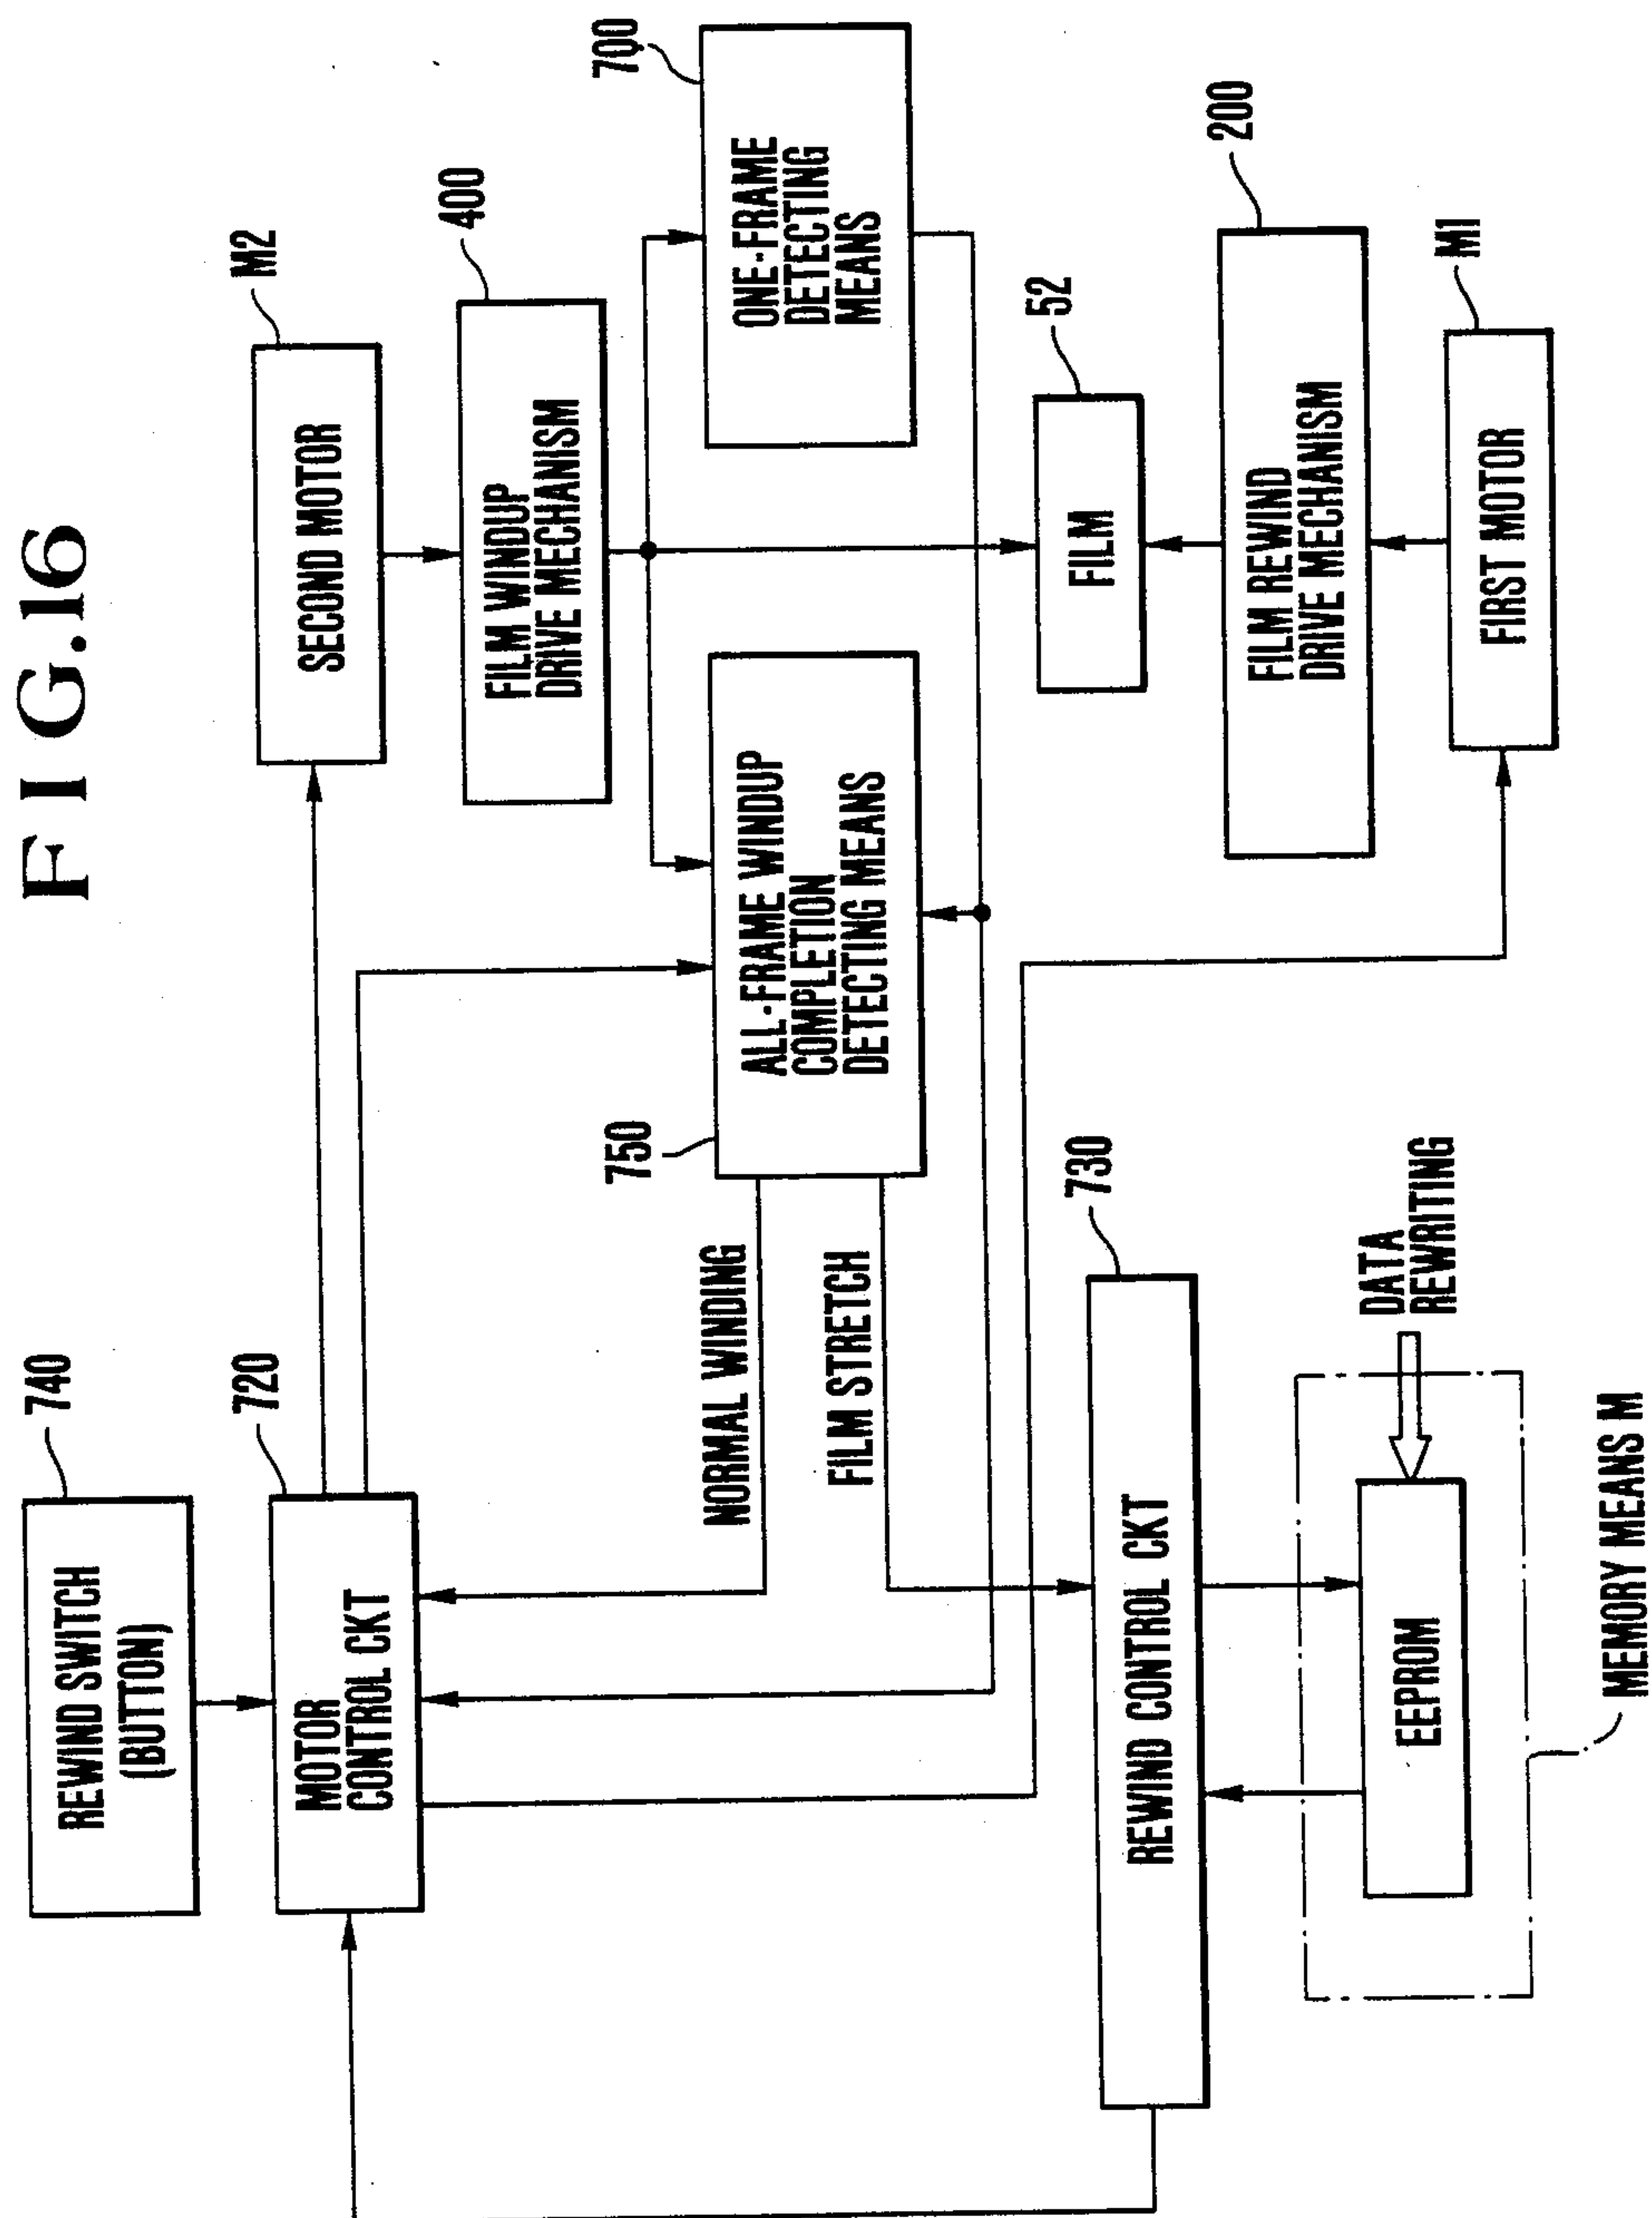 FIG.16
740
REWIND SWITCH
(BUTTON)
720
MOTOR
CONTROL CKT
M2
SECOND MOTOR
400
FILM WINDUP
DRIVE MECHANISM
700
ONE-FRAME
DETECTING
MEANS
750
ALL-FRAME WINDUP
COMPLETION
DETECTING MEANS
NORMAL WINDING
FILM STRETCH
52
FILM
200
FILM REWIND
DRIVE MECHANISM
M1
FIRST MOTOR
730
REWIND CONTROL CKT
DATA
REWRITING
EEPROM
MEMORY MEANS M